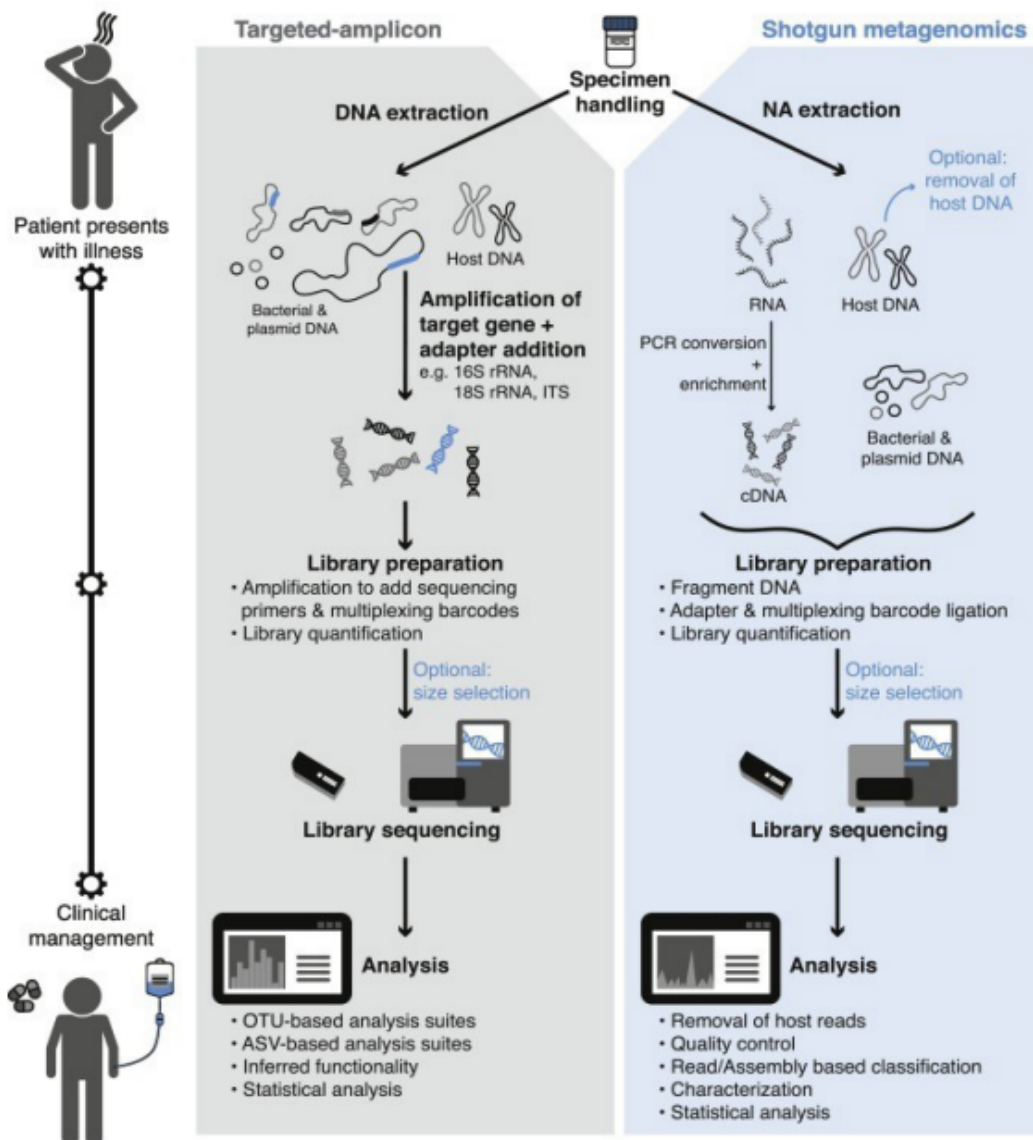 Targeted-amplicon
Shotgun metagenomics
Specimen
handling
DNA extraction
NA extraction
Optional:
removal of
host DNA
Patient presents
with illness
Host DNA
Bacterial &
plasmid DNA
RNA
Host DNA
Amplification of
target gene +
adapter addition
e.g. 16S rRNA,
18S rRNA, ITS
PCR conversion
+
enrichment
Bacterial &
plasmid DNA
cDNA
Library preparation
• Amplification to add sequencing
primers & multiplexing barcodes
• Library quantification
Library preparation
• Fragment DNA
• Adapter & multiplexing barcode ligation
• Library quantification
Optional:
size selection
Optional:
size selection
Library sequencing
Library sequencing
Clinical
management
Analysis
• OTU-based analysis suites
• ASV-based analysis suites
• Inferred functionality
• Statistical analysis
Analysis
• Removal of host reads
• Quality control
• Read/Assembly based classification
• Characterization
• Statistical analysis